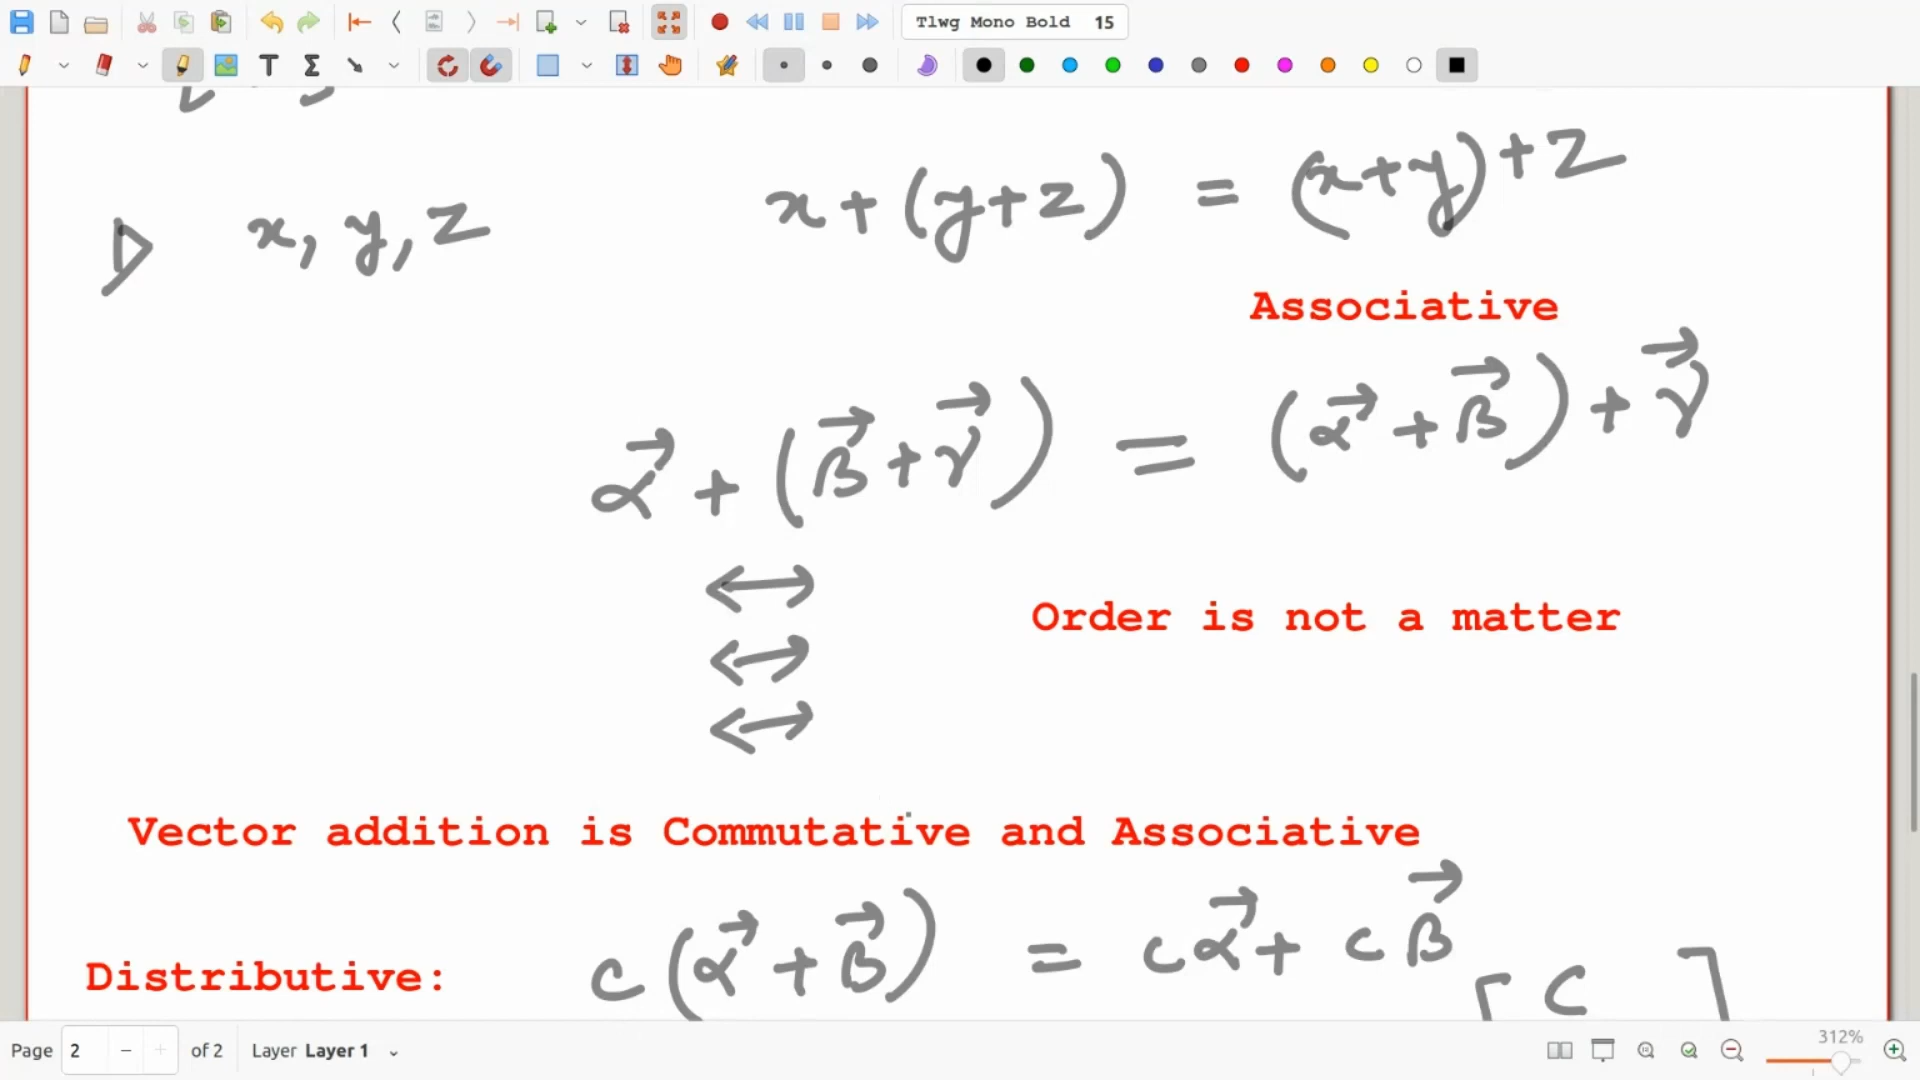 Tlwg Mono Bold 15
x, y, z
x + (y + z) = (x + y) + z
Associative
α⃗ + (β⃗ + γ⃗) = (α⃗ + β⃗) + γ⃗
↔
↔
↔
Order is not a matter
Vector addition is Commutative and Associative
Distributive: c(α⃗ + β⃗) = cα⃗ + cβ⃗
[ c ]
Page 2 of 2 Layer Layer 1 312%